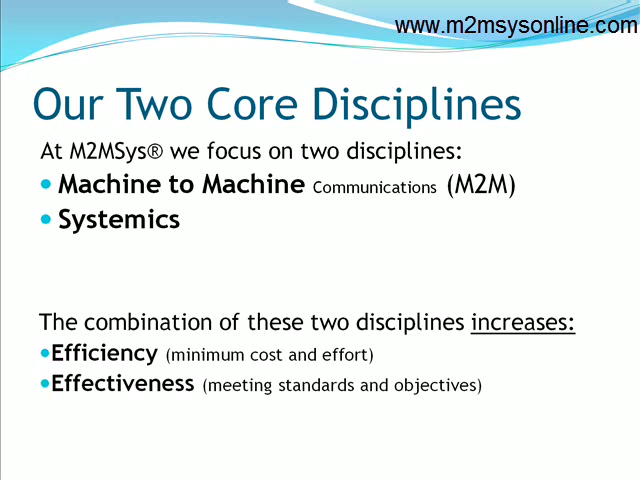 www.m2msysonline.com
Our Two Core Disciplines
At M2MSys® we focus on two disciplines:
• Machine to Machine Communications (M2M)
• Systemics
The combination of these two disciplines increases:
•Efficiency (minimum cost and effort)
•Effectiveness (meeting standards and objectives)